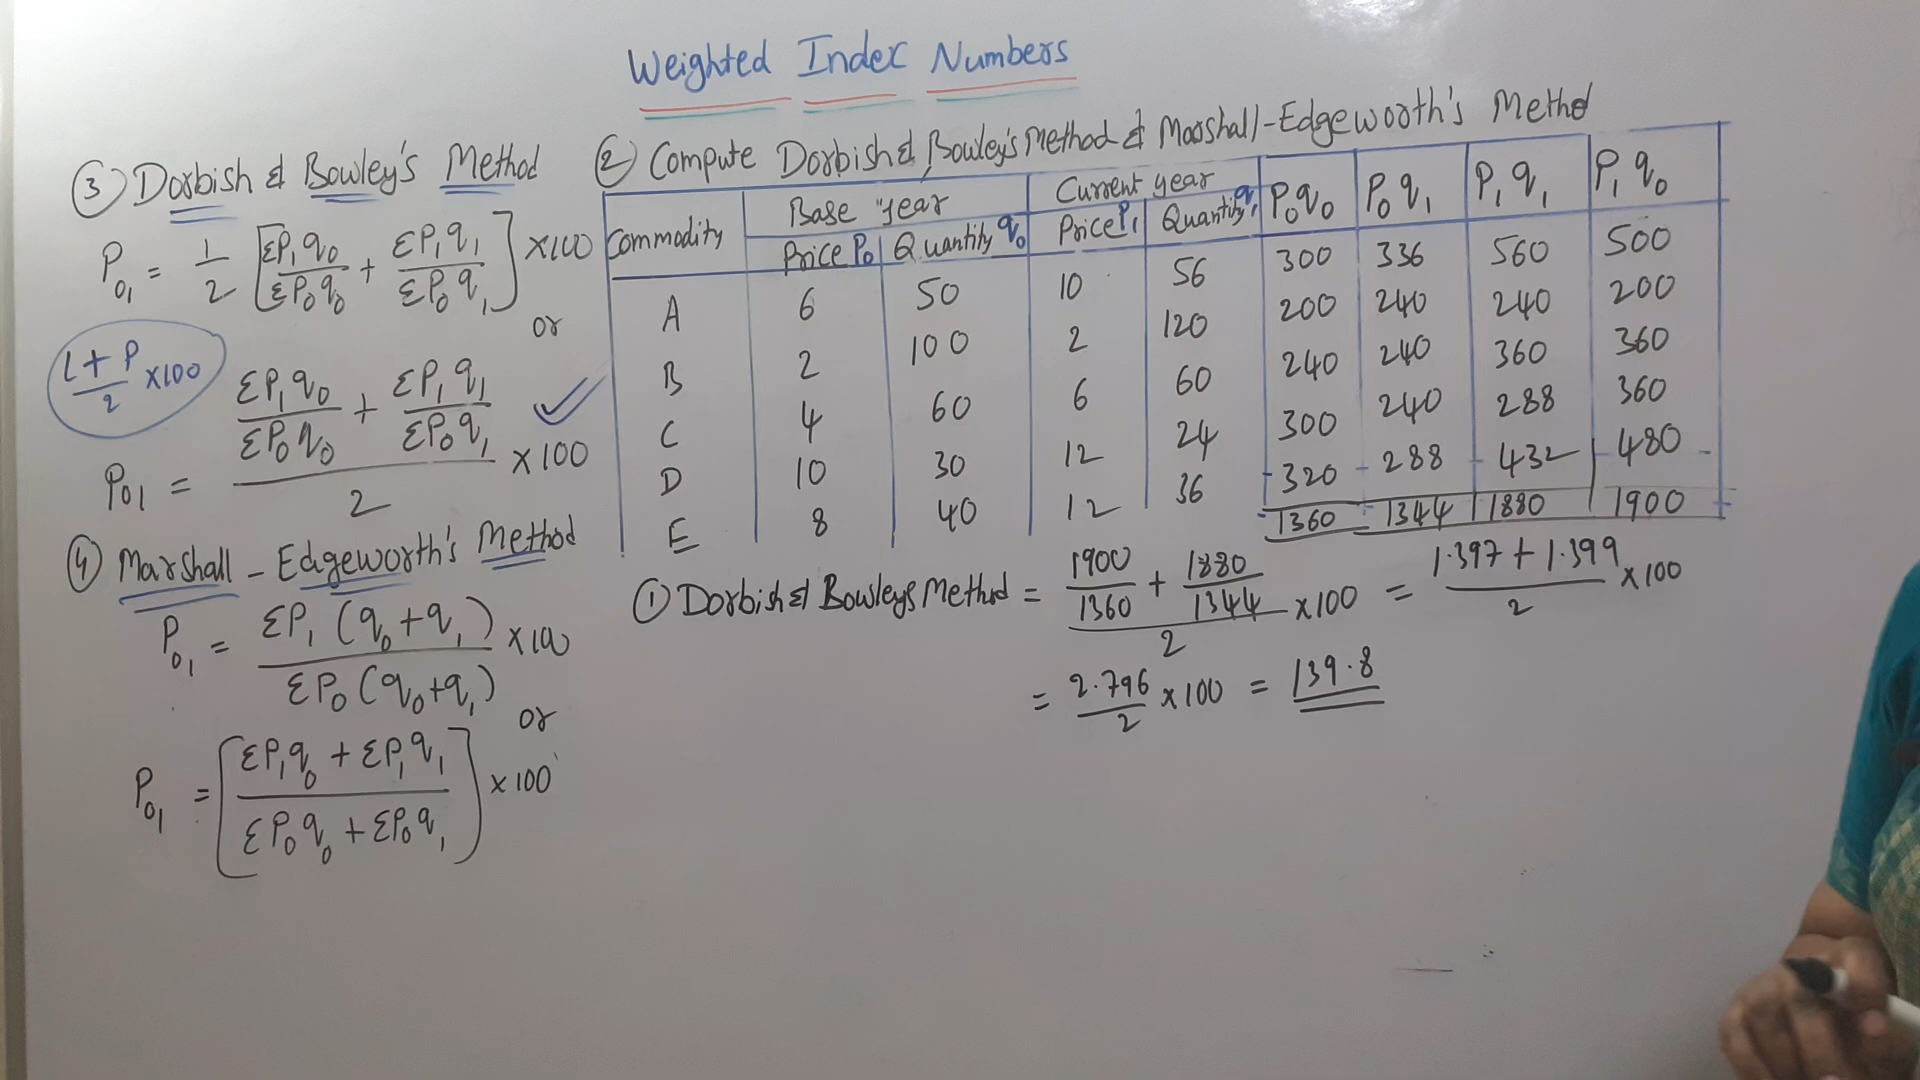 Weighted Index Numbers
③ Dorbish & Bowley's Method
P₀₁ = 1/2 [ΣP₁q₀/ΣP₀q₀ + ΣP₁q₁/ΣP₀q₁] x100
or
L+P/2 x100
P₀₁ = (ΣP₁q₀/ΣP₀q₀ + ΣP₁q₁/ΣP₀q₁)/2 x100
④ Marshall - Edgeworth's Method
P₀₁ = ΣP₁(q₀+q₁)/ΣP₀(q₀+q₁) x100
or
P₀₁ = [ΣP₁q₀ + ΣP₁q₁/ΣP₀q₀ + ΣP₀q₁] x100
② Compute Dorbish & Bowley's Method & Marshall-Edgeworth's Method
Commodity Base year Current year P₀q₀ P₀q₁ P₁q₁ P₁q₀
Price P₀ Quantity q₀ Price P₁ Quantity q₁
A 6 50 10 56 300 336 560 500
B 2 100 2 120 200 240 240 200
C 4 60 6 60 240 240 360 360
D 10 30 12 24 300 240 288 360
E 8 40 12 36 320 288 432 480
1360 1344 1880 1900
① Dorbish & Bowleys Method = (1900/1360 + 1880/1344)/2 x100 = 1.397 + 1.399/2 x100
= 2.796/2 x100 = 139.8